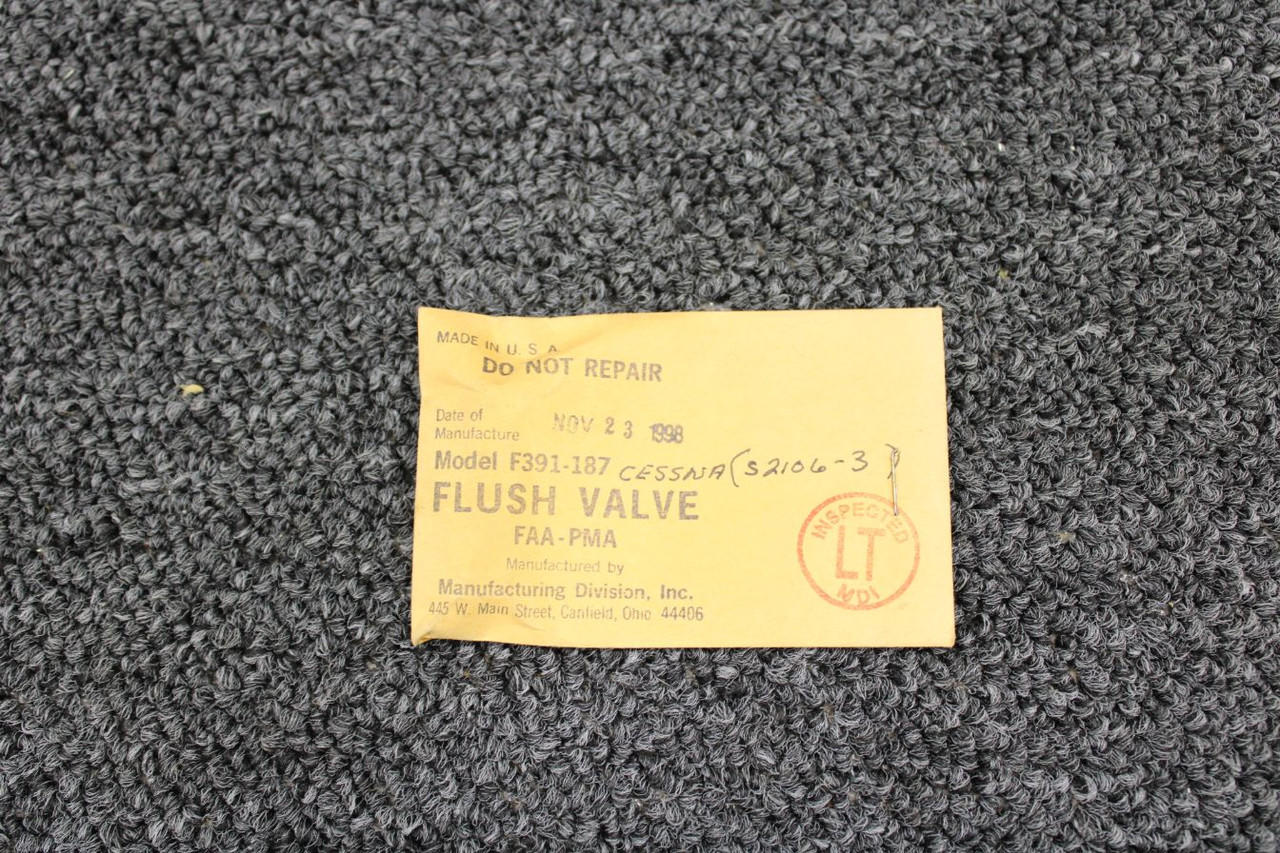 MADE IN U. S A
DO NOT REPAIR
Date of
Manufacture NOV 23 1998
Model F391-187 CESSNA (S2106-3)
FLUSH VALVE
FAA-PMA
Manufactured by
Manufacturing Division, Inc.
445 W. Main Street, Canfield, Ohio 44406
INSPECTED
LT
MDI